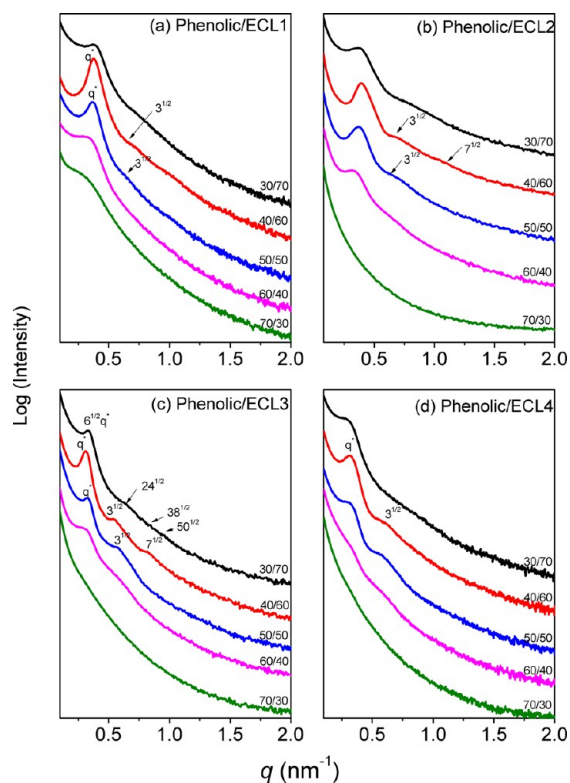 Log (Intensity)
(a) Phenolic/ECL1
q*
q*
3^1/2
3^1/2
30/70
40/60
50/50
60/40
70/30
0.5 1.0 1.5 2.0
(b) Phenolic/ECL2
3^1/2
7^1/2
3^1/2
30/70
40/60
50/50
60/40
70/30
0.5 1.0 1.5 2.0
(c) Phenolic/ECL3
6^1/2 q*
q*
q*
24^1/2
38^1/2
50^1/2
3^1/2
3^1/2
7^1/2
30/70
40/60
50/50
60/40
70/30
0.5 1.0 1.5 2.0
(d) Phenolic/ECL4
q*
3^1/2
30/70
40/60
50/50
60/40
70/30
0.5 1.0 1.5 2.0
q (nm⁻¹)